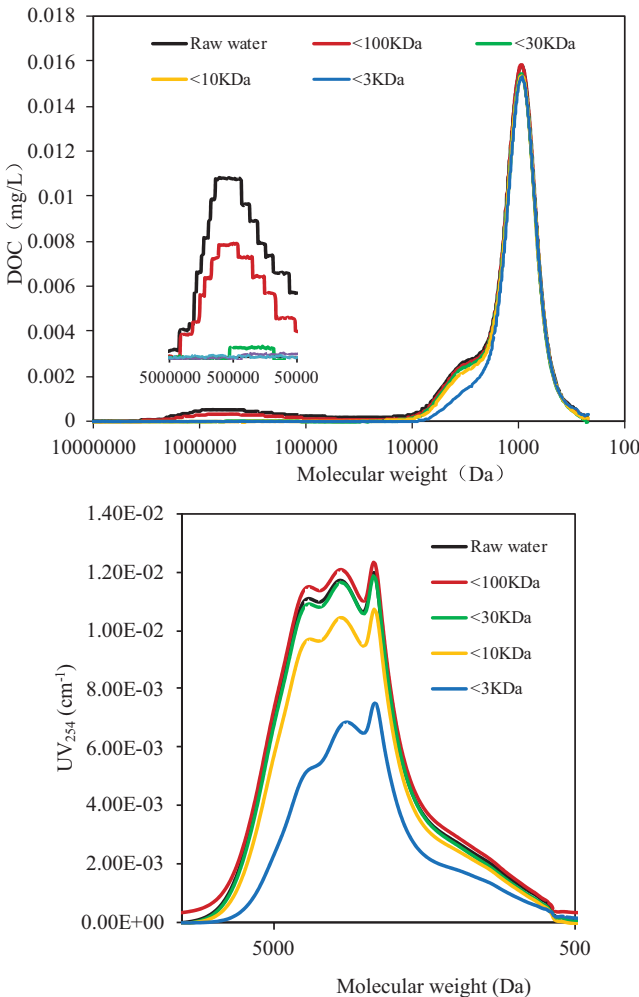 0.018
0.016
0.014
0.012
0.01
0.008
0.006
0.004
0.002
0
DOC（mg/L）
Raw water
<100KDa
<30KDa
<10KDa
<3KDa
5000000
500000
50000
10000000
1000000
100000
10000
1000
100
Molecular weight（Da）
1.40E-02
1.20E-02
1.00E-02
8.00E-03
6.00E-03
4.00E-03
2.00E-03
0.00E+00
UV254 (cm-1)
Raw water
<100KDa
<30KDa
<10KDa
<3KDa
5000
500
Molecular weight (Da)